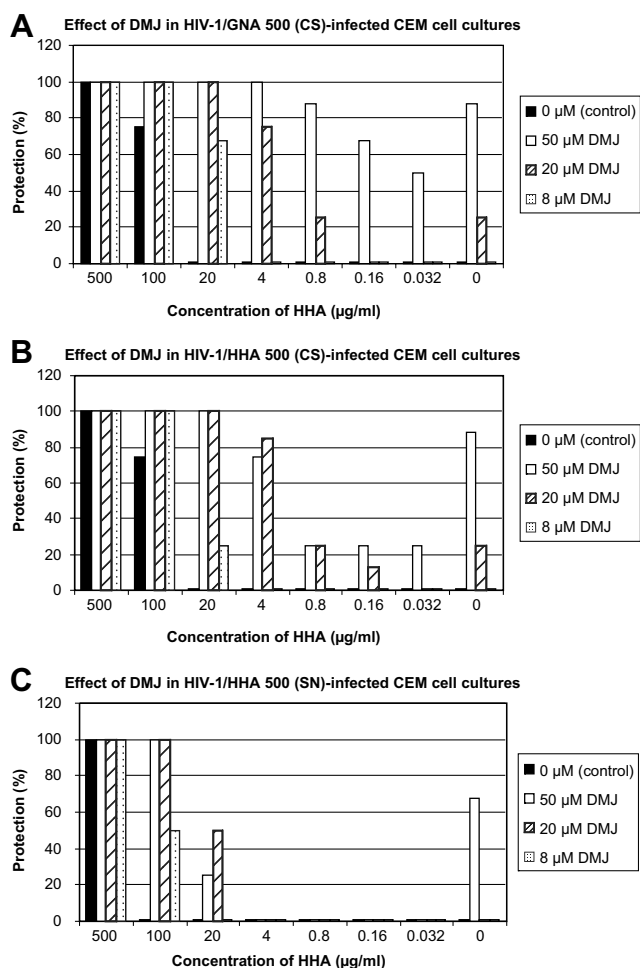 A
Effect of DMJ in HIV-1/GNA 500 (CS)-infected CEM cell cultures
120
100
80
60
40
20
0
Protection (%)
500 100 20 4 0.8 0.16 0.032 0
Concentration of HHA (µg/ml)
0 µM (control)
50 µM DMJ
20 µM DMJ
8 µM DMJ
B
Effect of DMJ in HIV-1/HHA 500 (CS)-infected CEM cell cultures
120
100
80
60
40
20
0
Protection (%)
500 100 20 4 0.8 0.16 0.032 0
Concentration of HHA (µg/ml)
0 µM (control)
50 µM DMJ
20 µM DMJ
8 µM DMJ
C
Effect of DMJ in HIV-1/HHA 500 (SN)-infected CEM cell cultures
120
100
80
60
40
20
0
Protection (%)
500 100 20 4 0.8 0.16 0.032 0
Concentration of HHA (µg/ml)
0 µM (control)
50 µM DMJ
20 µM DMJ
8 µM DMJ